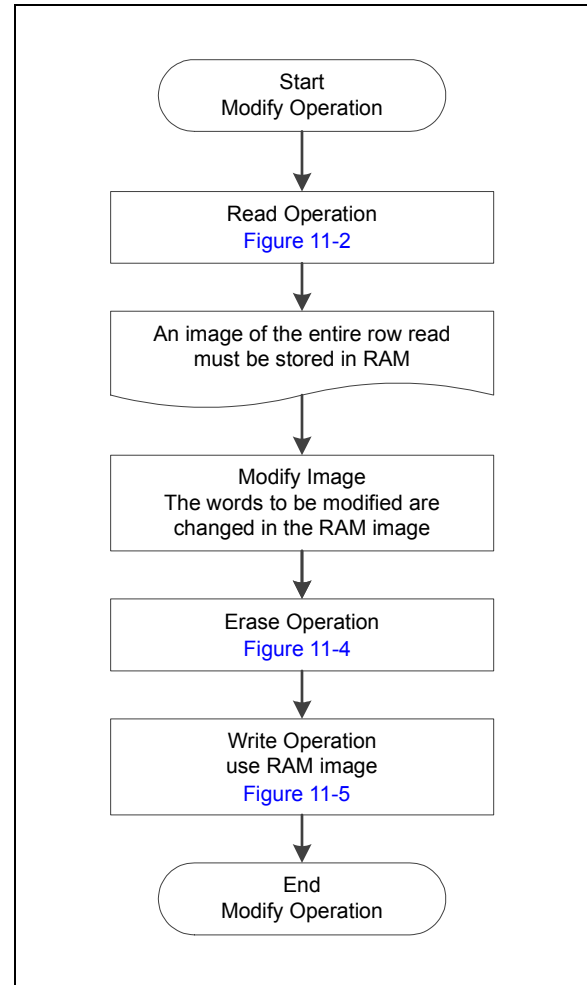 Start
Modify Operation
Read Operation
Figure 11-2
An image of the entire row read
must be stored in RAM
Modify Image
The words to be modified are
changed in the RAM image
Erase Operation
Figure 11-4
Write Operation
use RAM image
Figure 11-5
End
Modify Operation